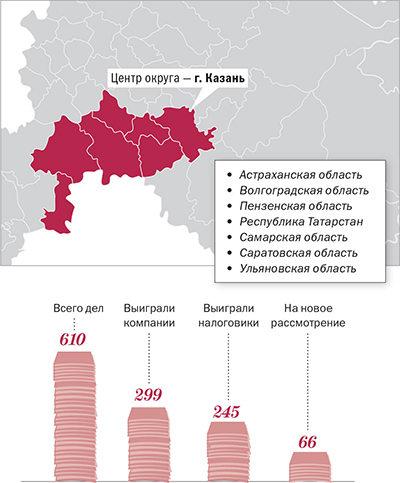 Центр округа — г. Казань
• Астраханская область
• Волгоградская область
• Пензенская область
• Республика Татарстан
• Самарская область
• Саратовская область
• Ульяновская область
Всего дел
610
Выиграли
компании
299
Выиграли
налоговики
245
На новое
рассмотрение
66